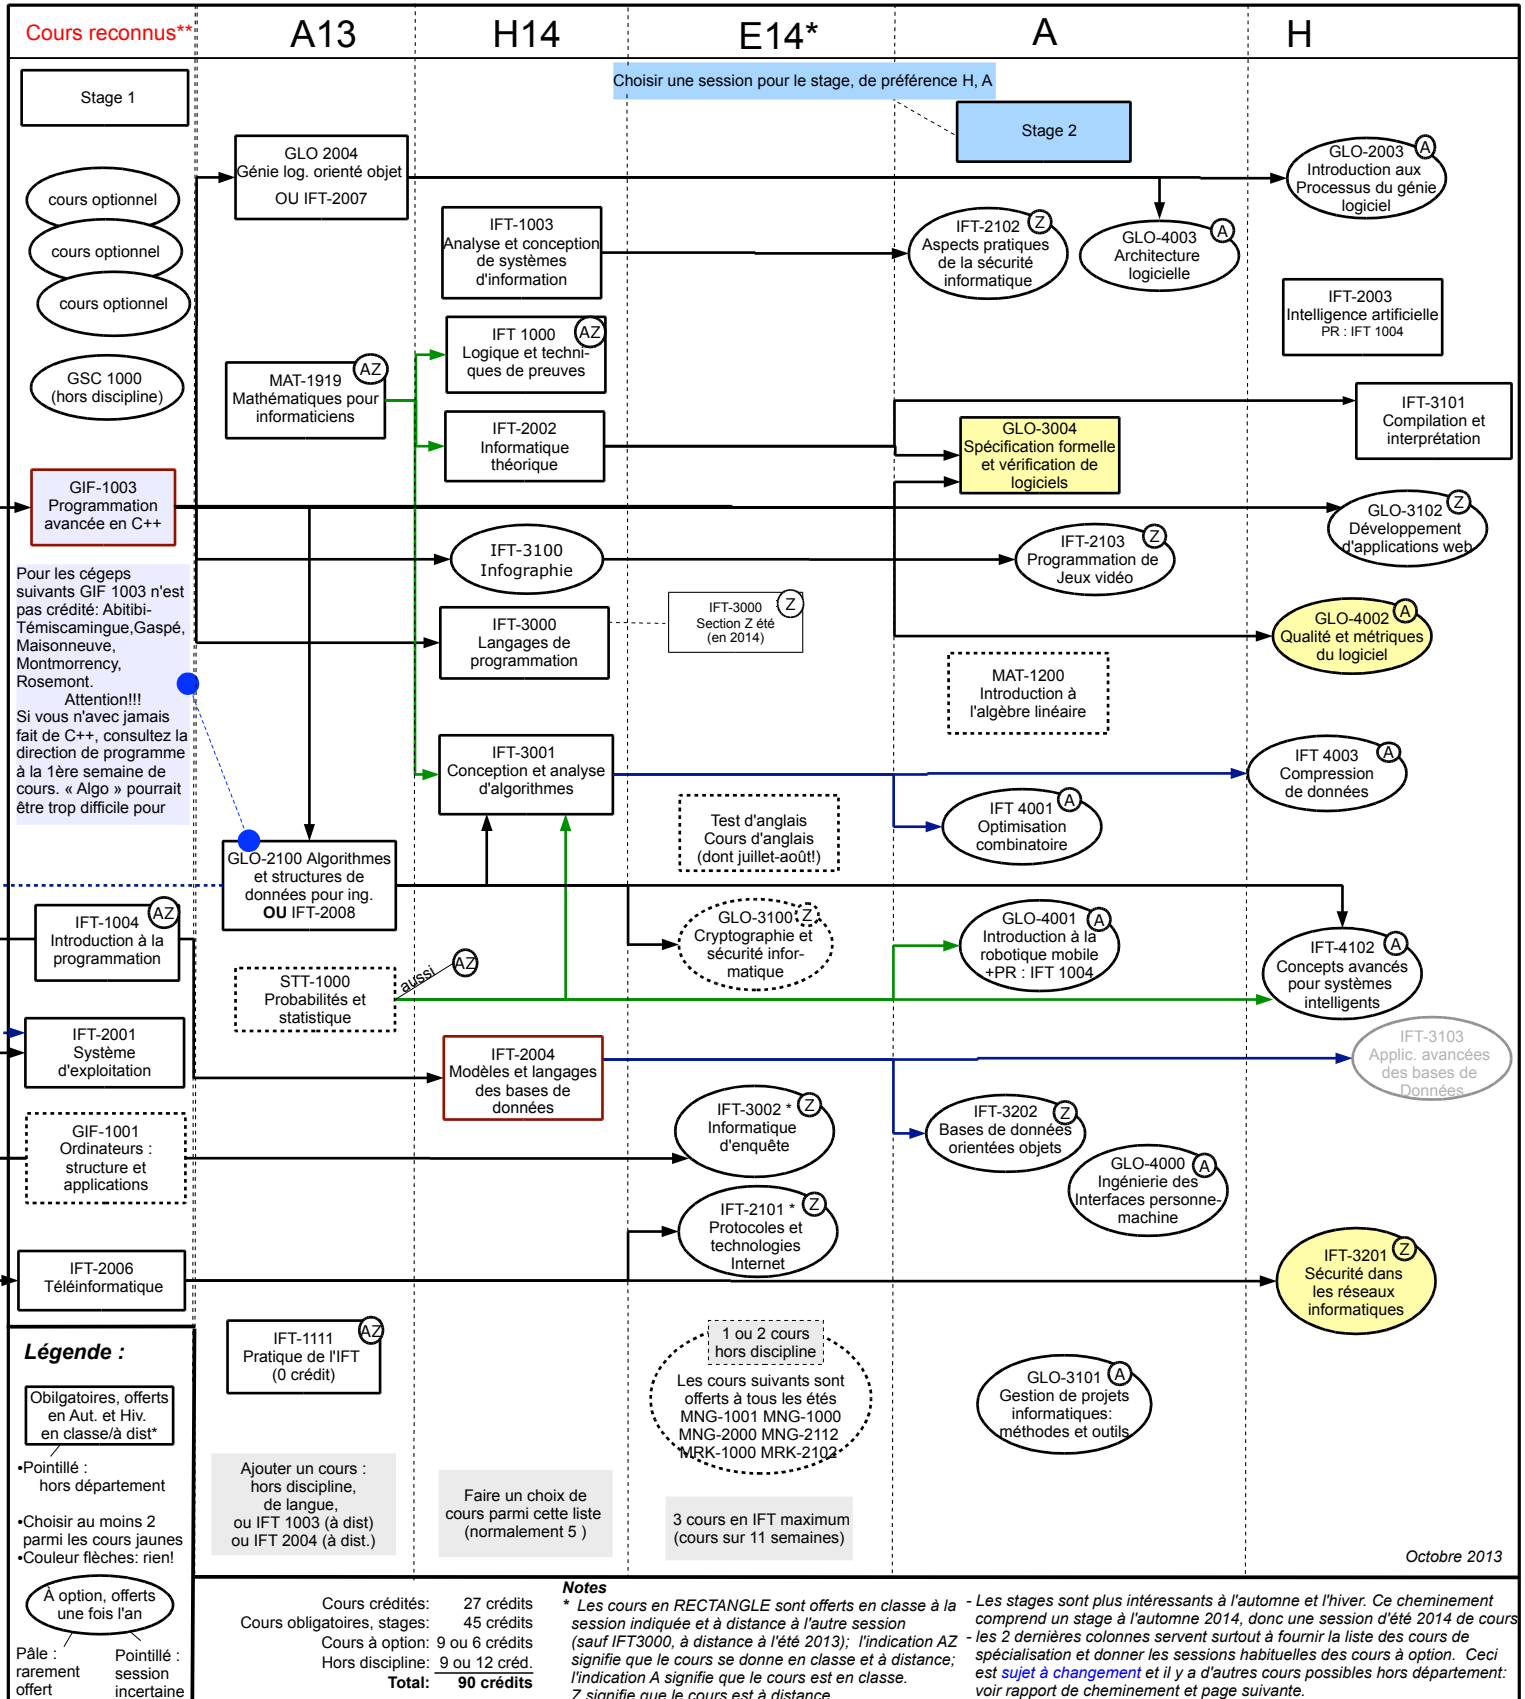 Cours reconnus**
A13
H14
E14*
A
H
Choisir une session pour le stage, de préférence H, A
Stage 1
cours optionnel
cours optionnel
cours optionnel
GSC 1000
(hors discipline)
GIF-1003
Programmation
avancée en C++
Pour les cégeps
suivants GIF 1003 n'est
pas crédité: Abitibi-
Témiscamingue,Gaspé,
Maisonneuve,
Montmorrency,
Rosemont.
Attention!!!
Si vous n'avec jamais
fait de C++, consultez la
direction de programme
à la 1ère semaine de
cours. « Algo » pourrait
être trop difficile pour
IFT-1004
AZ
Introduction à la
programmation
IFT-2001
Système
d'exploitation
GIF-1001
Ordinateurs :
structure et
applications
IFT-2006
Téléinformatique
GLO 2004
Génie log. orienté objet
OU IFT-2007
MAT-1919
AZ
Mathématiques pour
informaticiens
GLO-2100 Algorithmes
et structures de
données pour ing.
OU IFT-2008
STT-1000
Probabilités et
statistique
aussi
AZ
IFT-1111
AZ
Pratique de l'IFT
(0 crédit)
Ajouter un cours :
hors discipline,
de langue,
ou IFT 1003 (à dist)
ou IFT 2004 (à dist.)
IFT-1003
Analyse et conception
de systèmes
d'information
IFT 1000
AZ
Logique et techni-
ques de preuves
IFT-2002
Informatique
théorique
IFT-3100
Infographie
IFT-3000
Langages de
programmation
IFT-3001
Conception et analyse
d'algorithmes
IFT-2004
Modèles et langages
des bases de
données
Faire un choix de
cours parmi cette liste
(normalement 5 )
IFT-3000
Z
Section Z été
(en 2014)
Test d'anglais
Cours d'anglais
(dont juillet-août!)
GLO-3100
Z
Cryptographie et
sécurité infor-
matique
IFT-3002 *
Z
Informatique
d'enquête
IFT-2101 *
Z
Protocoles et
technologies
Internet
1 ou 2 cours
hors discipline
Les cours suivants sont
offerts à tous les étés
MNG-1001 MNG-1000
MNG-2000 MNG-2112
MRK-1000 MRK-2102
3 cours en IFT maximum
(cours sur 11 semaines)
Stage 2
IFT-2102
Z
Aspects pratiques
de la sécurité
informatique
GLO-4003
A
Architecture
logicielle
GLO-3004
Spécification formelle
et vérification de
logiciels
IFT-2103
Z
Programmation de
Jeux vidéo
MAT-1200
Introduction à
l'algèbre linéaire
IFT 4001
A
Optimisation
combinatoire
GLO-4001
A
Introduction à la
robotique mobile
+PR : IFT 1004
IFT-3202
Z
Bases de données
orientées objets
GLO-4000
A
Ingénierie des
Interfaces personne-
machine
GLO-3101
A
Gestion de projets
informatiques:
méthodes et outils
GLO-2003
A
Introduction aux
Processus du génie
logiciel
IFT-2003
Intelligence artificielle
PR : IFT 1004
IFT-3101
Compilation et
interprétation
GLO-3102
Z
Développement
d'applications web
GLO-4002
A
Qualité et métriques
du logiciel
IFT 4003
A
Compression
de données
IFT-4102
A
Concepts avancés
pour systèmes
intelligents
IFT-3103
Applic. avancées
des bases de
Données
IFT-3201
Z
Sécurité dans
les réseaux
informatiques
Octobre 2013
Légende :
Obilgatoires, offerts
en Aut. et Hiv.
en classe/à dist*
•Pointillé :
hors département
•Choisir au moins 2
parmi les cours jaunes
•Couleur flèches: rien!
À option, offerts
une fois l'an
Pâle :
rarement
offert
Pointillé :
session
incertaine
Cours crédités: 27 crédits
Cours obligatoires, stages: 45 crédits
Cours à option: 9 ou 6 crédits
Hors discipline: 9 ou 12 créd.
Total: 90 crédits
Notes
* Les cours en RECTANGLE sont offerts en classe à la
session indiquée et à distance à l'autre session
(sauf IFT3000, à distance à l'été 2013); l'indication AZ
signifie que le cours se donne en classe et à distance;
l'indication A signifie que le cours est en classe.
Z signifie que le cours est à distance
- Les stages sont plus intéressants à l'automne et l'hiver. Ce cheminement
comprend un stage à l'automne 2014, donc une session d'été 2014 de cours
- les 2 dernières colonnes servent surtout à fournir la liste des cours de
spécialisation et donner les sessions habituelles des cours à option. Ceci
est sujet à changement et il y a d'autres cours possibles hors département:
voir rapport de cheminement et page suivante.